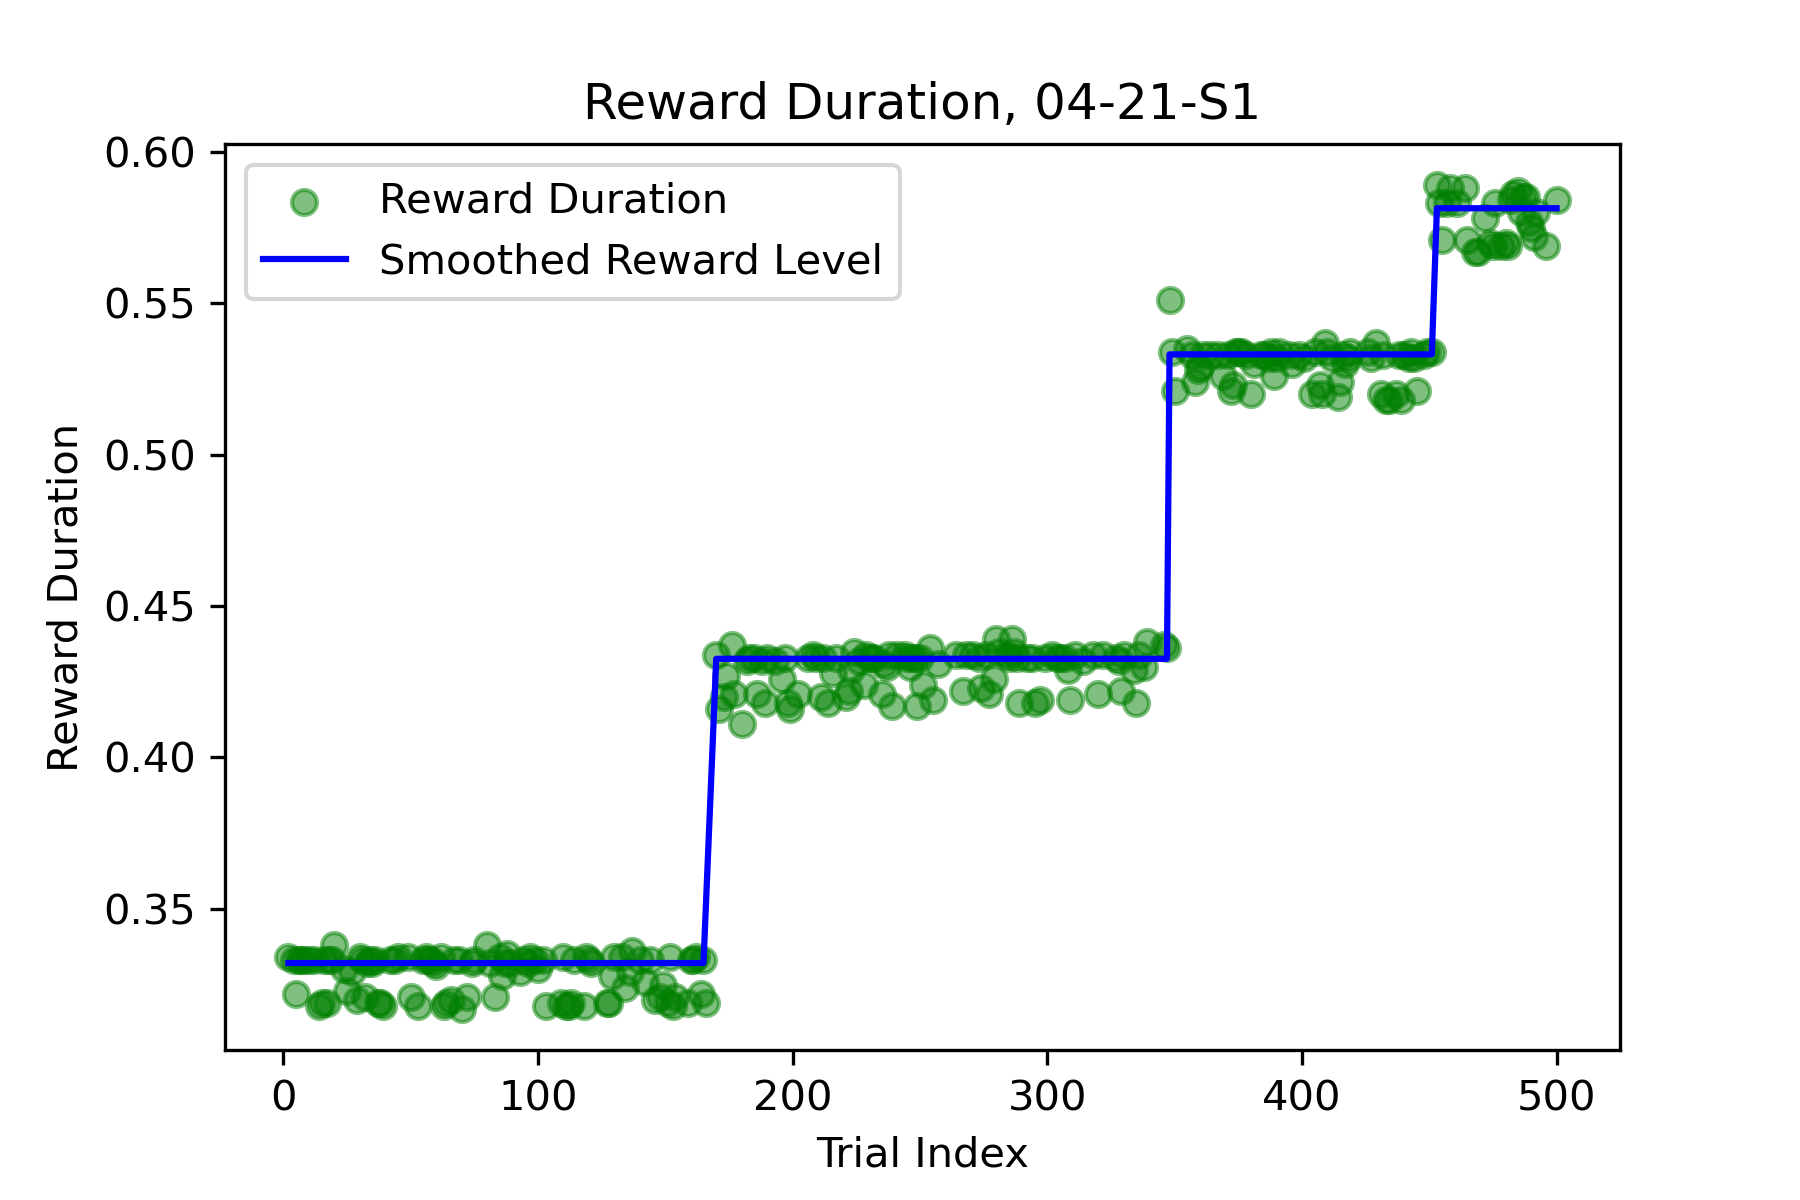 Reward Duration, 04-21-S1
Reward Duration
Smoothed Reward Level
0.60
0.55
0.50
0.45
0.40
0.35
Reward Duration
0 100 200 300 400 500
Trial Index